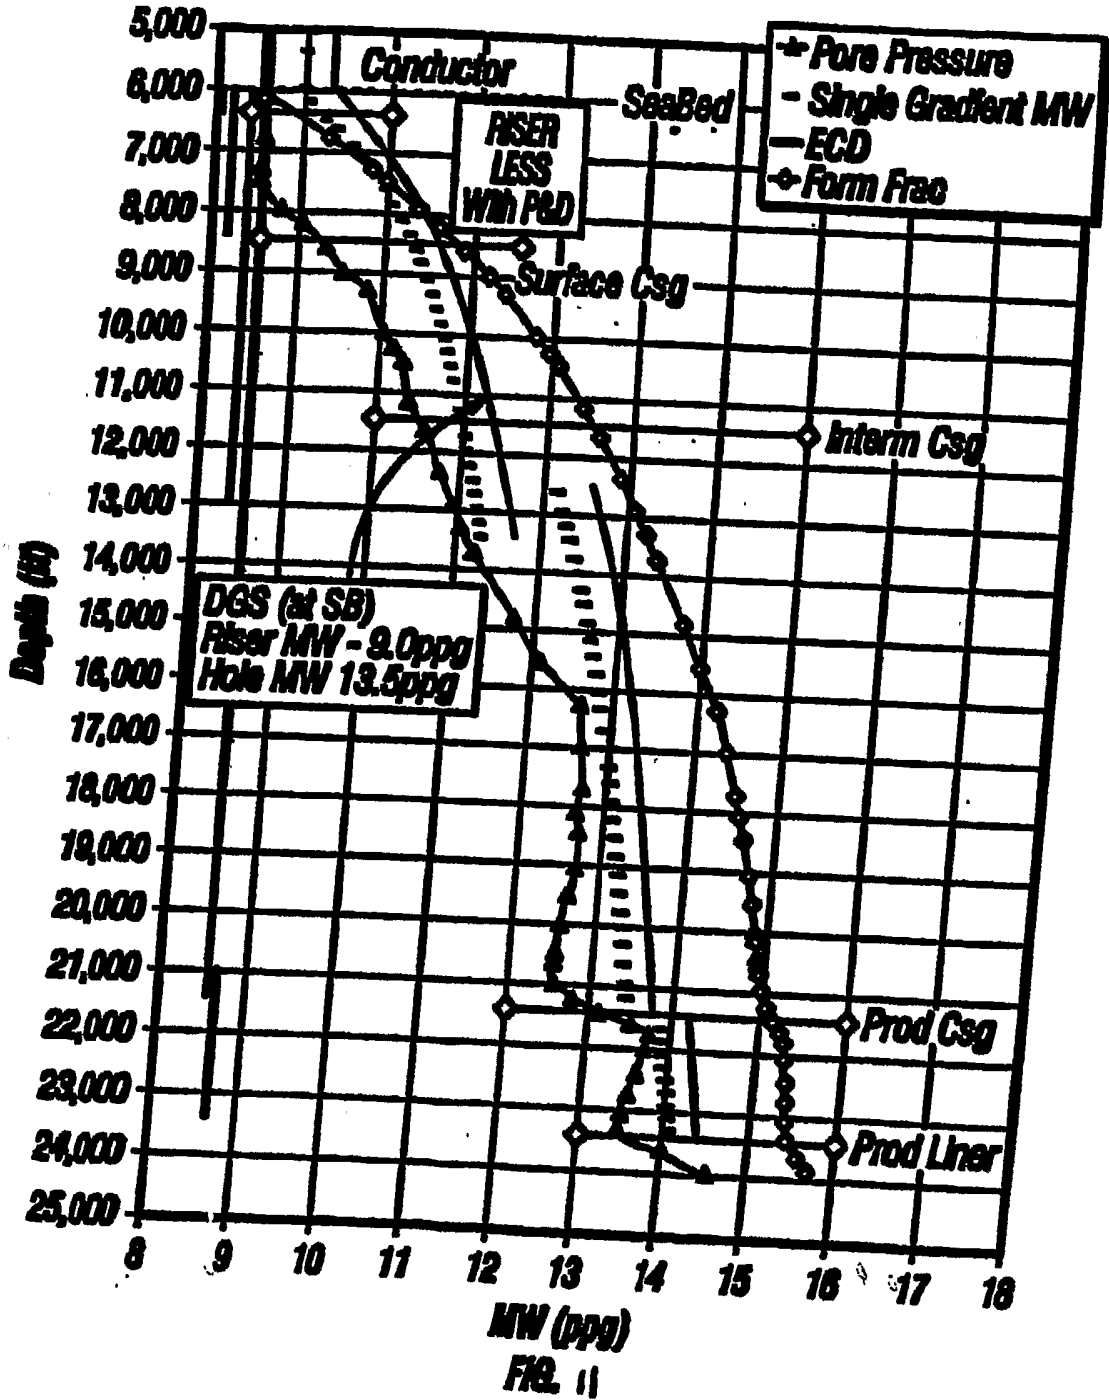 Pore Pressure
Single Gradient MW
ECD
Form Frac
Conductor
SeaBed
RISER
LESS
With P&D
Surface Csg
Interm Csg
DGS (at SB)
Riser MW - 9.0ppg
Hole MW 13.5ppg
Prod Csg
Prod Liner
Depth (ft)
5,000
6,000
7,000
8,000
9,000
10,000
11,000
12,000
13,000
14,000
15,000
16,000
17,000
18,000
19,000
20,000
21,000
22,000
23,000
24,000
25,000
8 9 10 11 12 13 14 15 16 17 18
MW (ppg)
FIG. 11